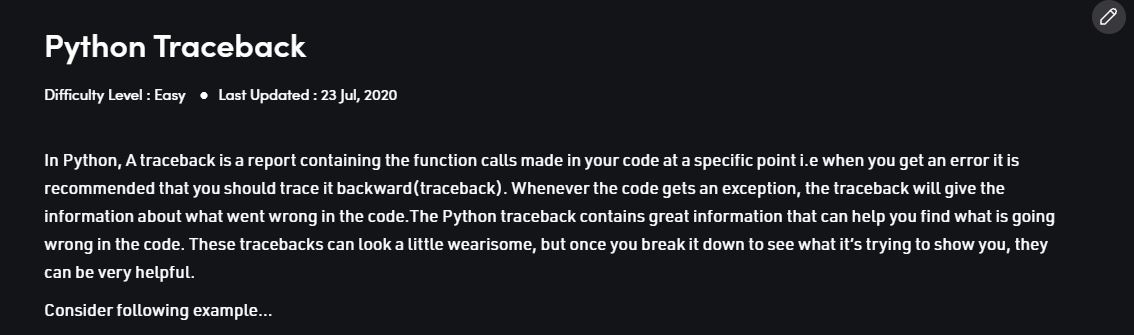 Python Traceback
Difficulty Level : Easy ● Last Updated : 23 Jul, 2020
In Python, A traceback is a report containing the function calls made in your code at a specific point i.e when you get an error it is
recommended that you should trace it backward(traceback). Whenever the code gets an exception, the traceback will give the
information about what went wrong in the code.The Python traceback contains great information that can help you find what is going
wrong in the code. These tracebacks can look a little wearisome, but once you break it down to see what it’s trying to show you, they
can be very helpful.
Consider following example…